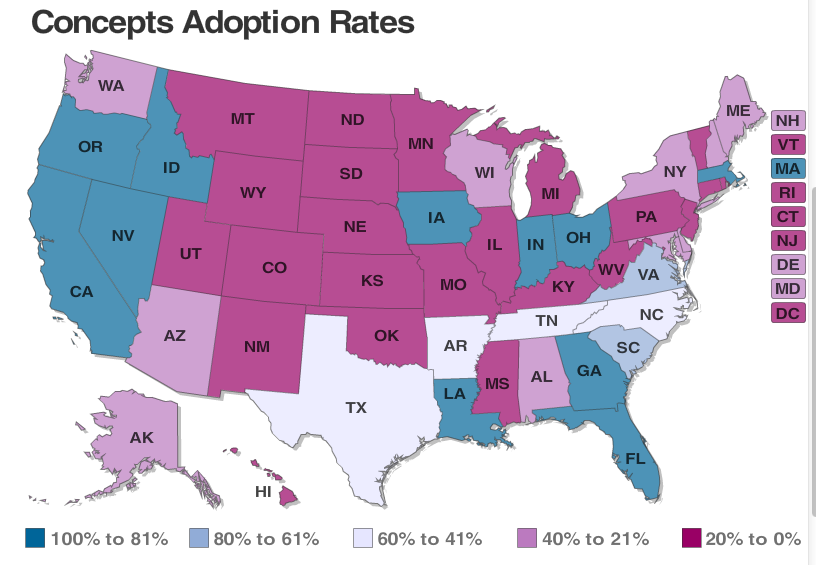 Concepts Adoption Rates
WA
OR
ID
MT
ND
MN
WI
MI
NY
ME
NH
VT
MA
RI
CT
NJ
DE
MD
DC
SD
WY
NV
CA
UT
CO
NE
IA
IL
IN
OH
PA
WV
VA
KS
MO
KY
NC
TN
SC
AZ
NM
OK
AR
TX
LA
MS
AL
GA
FL
AK
HI
100% to 81%
80% to 61%
60% to 41%
40% to 21%
20% to 0%